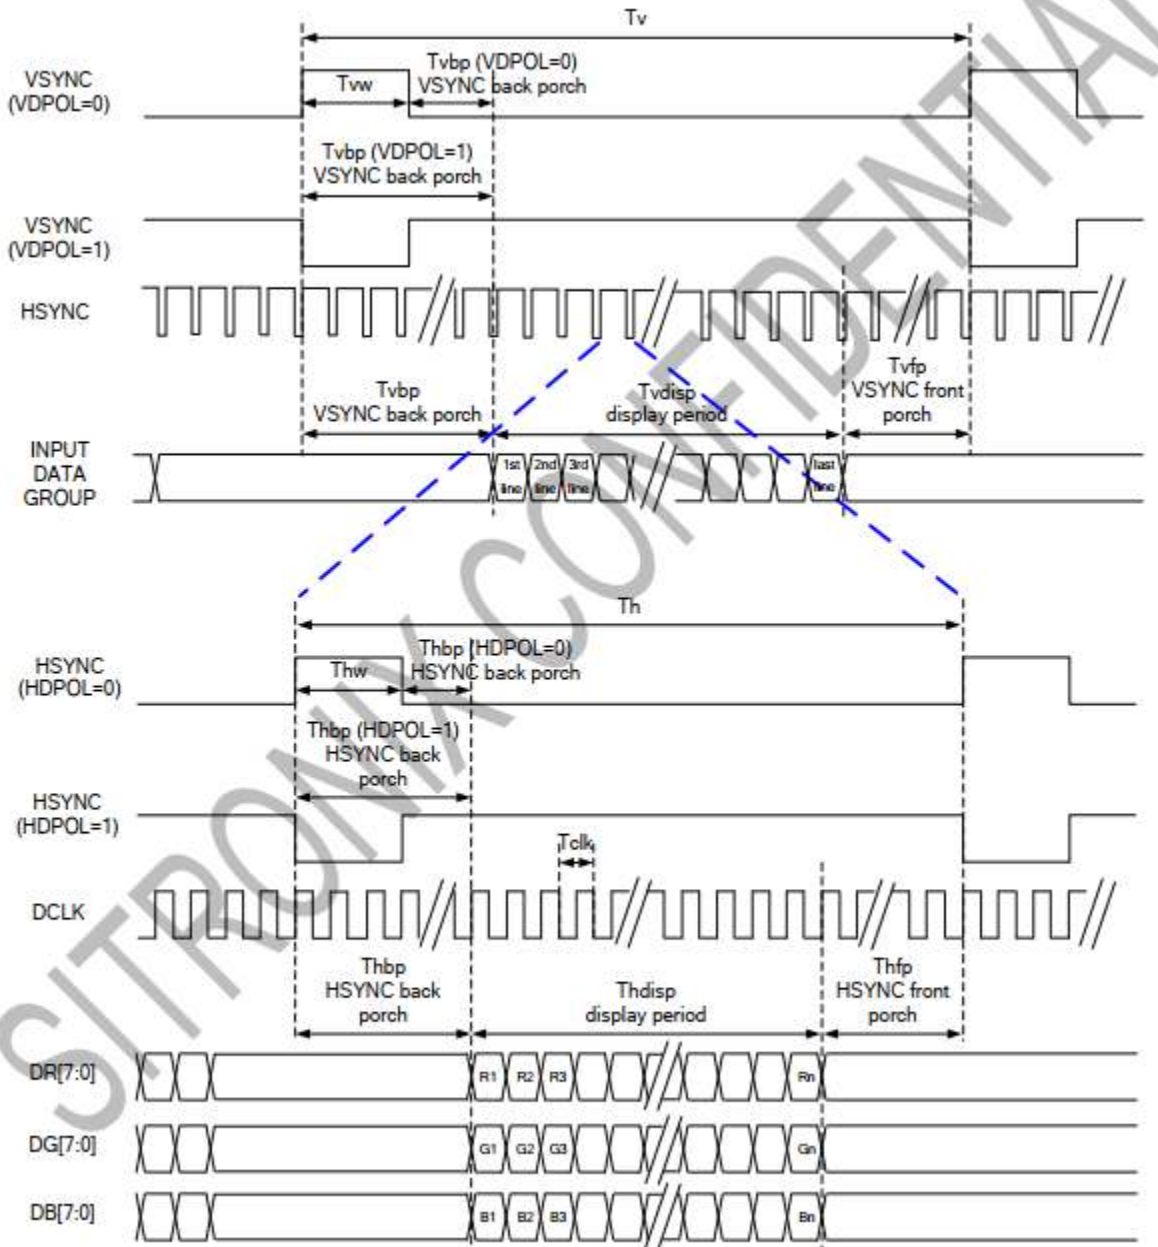 Tv
VSYNC
(VDPOL=0)
Tvw
Tvbp (VDPOL=0)
VSYNC back porch
Tvbp (VDPOL=1)
VSYNC back porch
VSYNC
(VDPOL=1)
HSYNC
Tvbp
VSYNC back porch
Tvdisp
display period
Tvfp
VSYNC front
porch
INPUT
DATA
GROUP
1st
line
2nd
line
3rd
line
last
line
Th
HSYNC
(HDPOL=0)
Thw
Thbp (HDPOL=0)
HSYNC back porch
Thbp (HDPOL=1)
HSYNC back
porch
HSYNC
(HDPOL=1)
Tclk
DCLK
Thbp
HSYNC back
porch
Thdisp
display period
Thfp
HSYNC front
porch
DR[7:0]
R1 R2 R3 Rn
DG[7:0]
G1 G2 G3 Gn
DB[7:0]
B1 B2 B3 Bn
SITRONIX CONFIDENTIAL